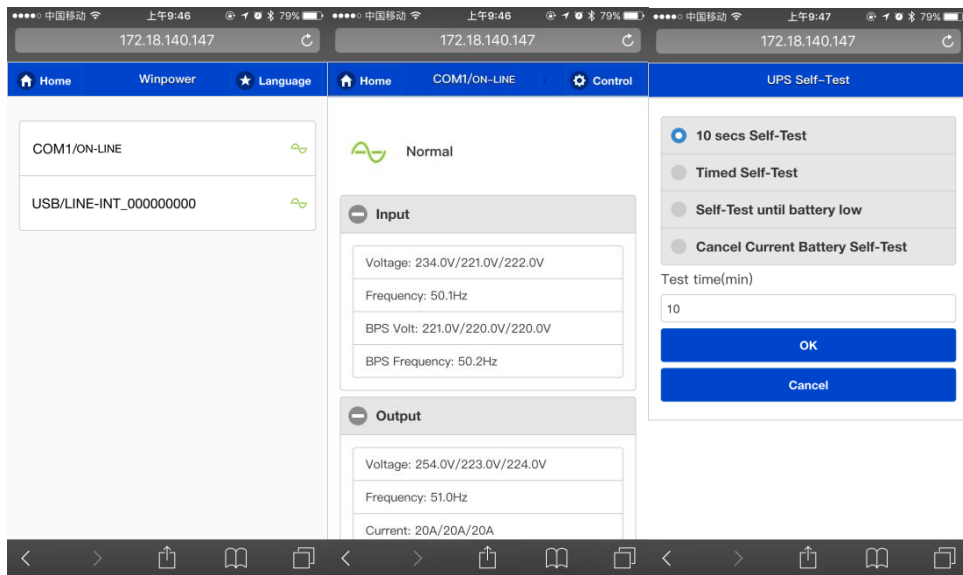 中国移动 上午9:46 79%
172.18.140.147
Home Winpower Language
COM1/ON-LINE
USB/LINE-INT_000000000
中国移动 上午9:46 79%
172.18.140.147
Home COM1/ON-LINE Control
Normal
Input
Voltage: 234.0V/221.0V/222.0V
Frequency: 50.1Hz
BPS Volt: 221.0V/220.0V/220.0V
BPS Frequency: 50.2Hz
Output
Voltage: 254.0V/223.0V/224.0V
Frequency: 51.0Hz
Current: 20A/20A/20A
中国移动 上午9:47 79%
172.18.140.147
UPS Self-Test
10 secs Self-Test
Timed Self-Test
Self-Test until battery low
Cancel Current Battery Self-Test
Test time(min)
10
OK
Cancel